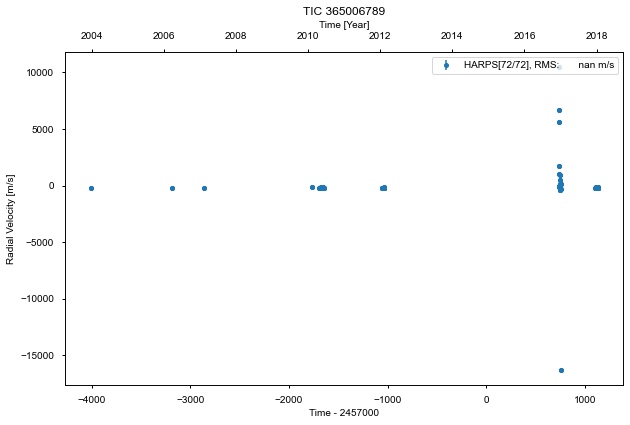 TIC 365006789
Time [Year]
2004 2006 2008 2010 2012 2014 2016 2018
HARPS[72/72], RMS: nan m/s
10000
5000
0
−5000
−10000
−15000
Radial Velocity [m/s]
−4000 −3000 −2000 −1000 0 1000
Time - 2457000